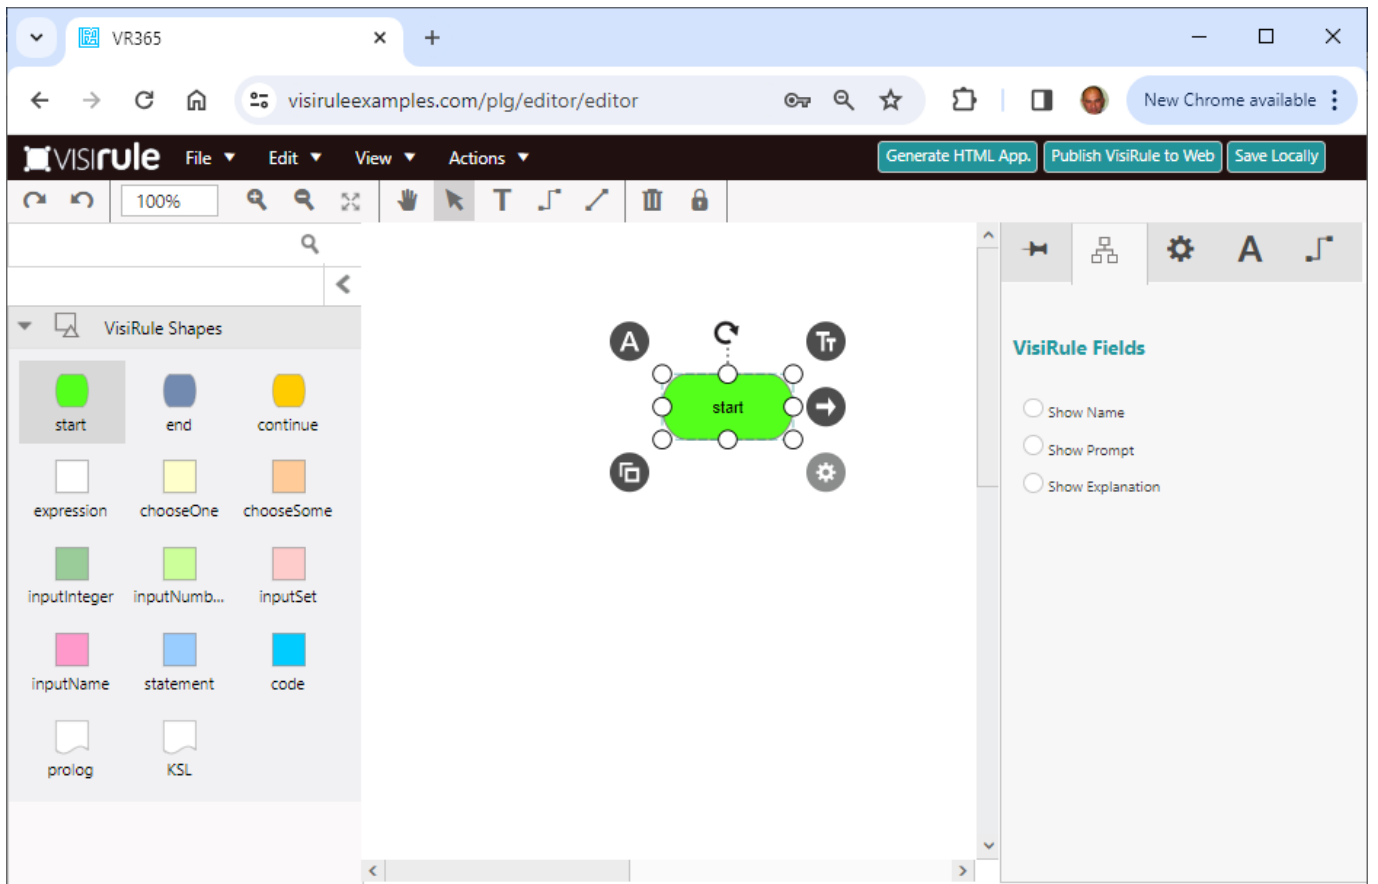 VR365
visiruleexamples.com/plg/editor/editor
New Chrome available
VISIrule File Edit View Actions Generate HTML App. Publish VisiRule to Web Save Locally
100% T
A
VisiRule Shapes
A TT
VisiRule Fields
start
start end continue
Show Name
Show Prompt
Show Explanation
expression chooseOne chooseSome
inputInteger inputNumb... inputSet
inputName statement code
prolog KSL